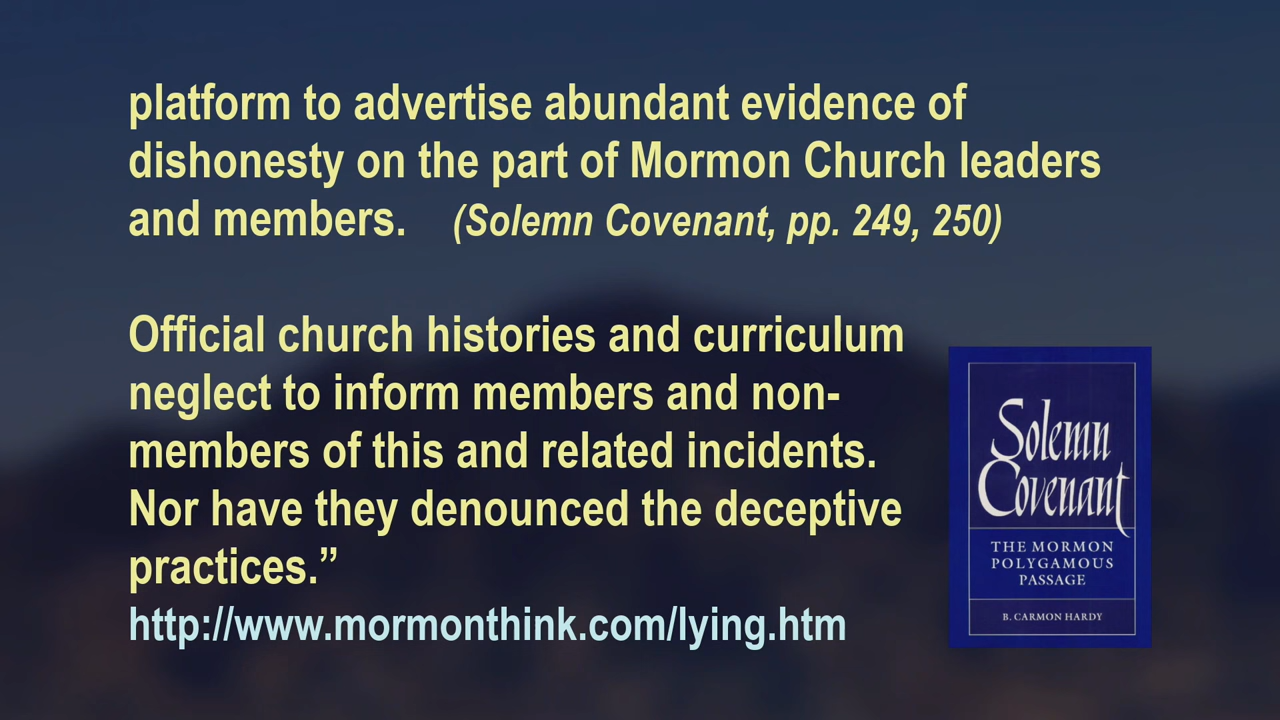 platform to advertise abundant evidence of
dishonesty on the part of Mormon Church leaders
and members. (Solemn Covenant, pp. 249, 250)
Official church histories and curriculum
neglect to inform members and non-
members of this and related incidents.
Nor have they denounced the deceptive
practices.”
http://www.mormonthink.com/lying.htm
Solemn
Covenant
THE MORMON
POLYGAMOUS
PASSAGE
B. CARMON HARDY